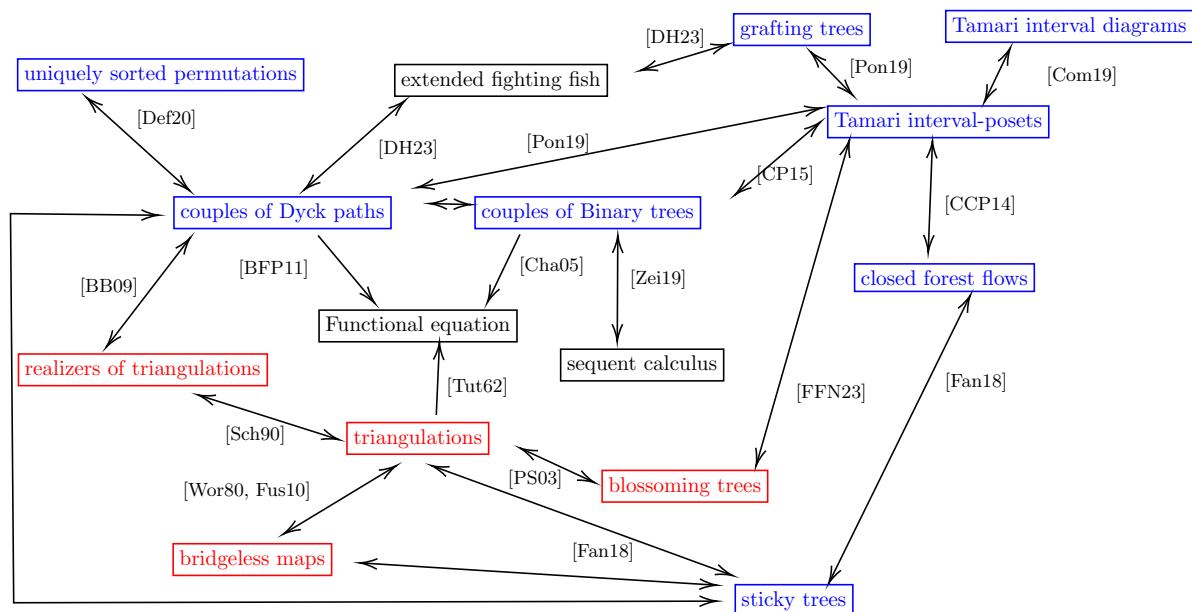 grafting trees
Tamari interval diagrams
[DH23]
uniquely sorted permutations
extended fighting fish
[Pon19]
[Com19]
[Def20]
Tamari interval-posets
[Pon19]
[DH23]
[CP15]
couples of Dyck paths
couples of Binary trees
[CCP14]
[BFP11]
[Cha05]
[Zei19]
[BB09]
closed forest flows
Functional equation
realizers of triangulations
sequent calculus
[Tut62]
[FFN23]
[Fan18]
[Sch90]
triangulations
[PS03]
[Wor80, Fus10]
blossoming trees
bridgeless maps
[Fan18]
sticky trees